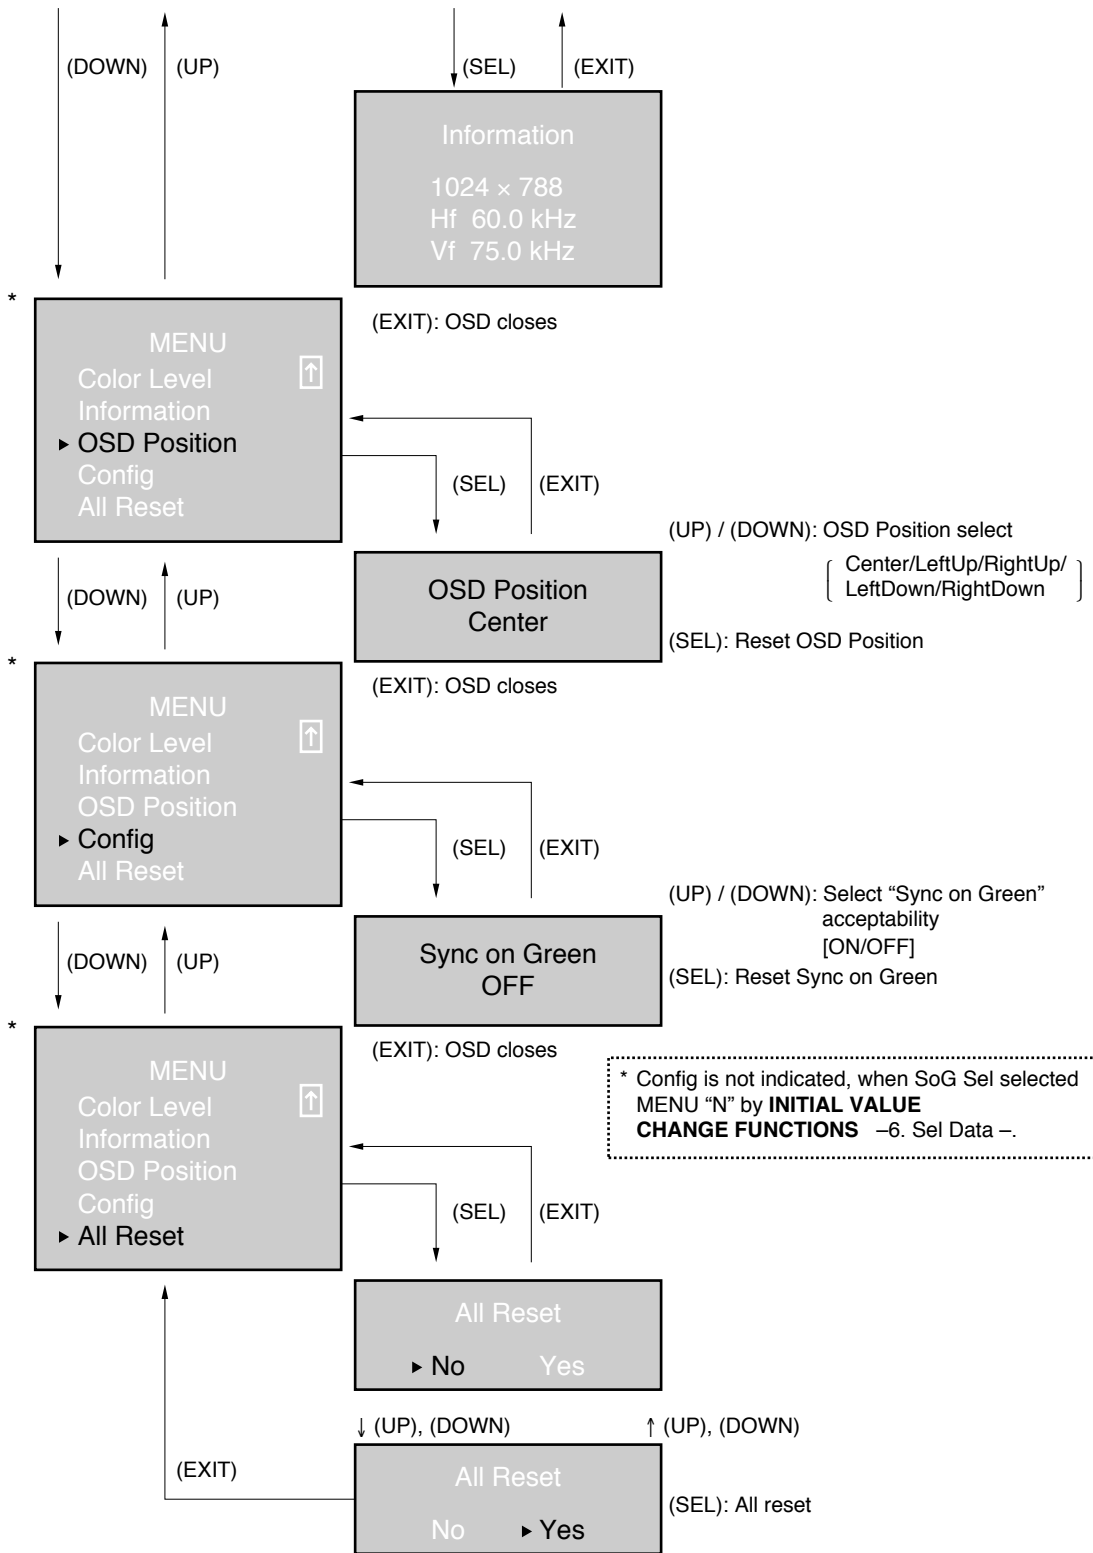 (DOWN) (UP) (SEL) (EXIT)
Information
1024 × 788
Hf 60.0 kHz
Vf 75.0 kHz
(EXIT): OSD closes
*
MENU
Color Level ↑
Information
▸ OSD Position
Config
All Reset
(SEL) (EXIT)
(UP) / (DOWN): OSD Position select
Center/LeftUp/RightUp/
LeftDown/RightDown
OSD Position
Center
(SEL): Reset OSD Position
(EXIT): OSD closes
(DOWN) (UP)
*
MENU
Color Level ↑
Information
OSD Position
▸ Config
All Reset
(SEL) (EXIT)
(UP) / (DOWN): Select “Sync on Green”
acceptability
[ON/OFF]
Sync on Green
OFF
(SEL): Reset Sync on Green
(EXIT): OSD closes
(DOWN) (UP)
* Config is not indicated, when SoG Sel selected
MENU “N” by INITIAL VALUE
CHANGE FUNCTIONS –6. Sel Data –.
*
MENU
Color Level ↑
Information
OSD Position
Config
▸ All Reset
(SEL) (EXIT)
All Reset
▸ No Yes
↓ (UP), (DOWN) ↑ (UP), (DOWN)
(EXIT)
All Reset
No ▸ Yes
(SEL): All reset